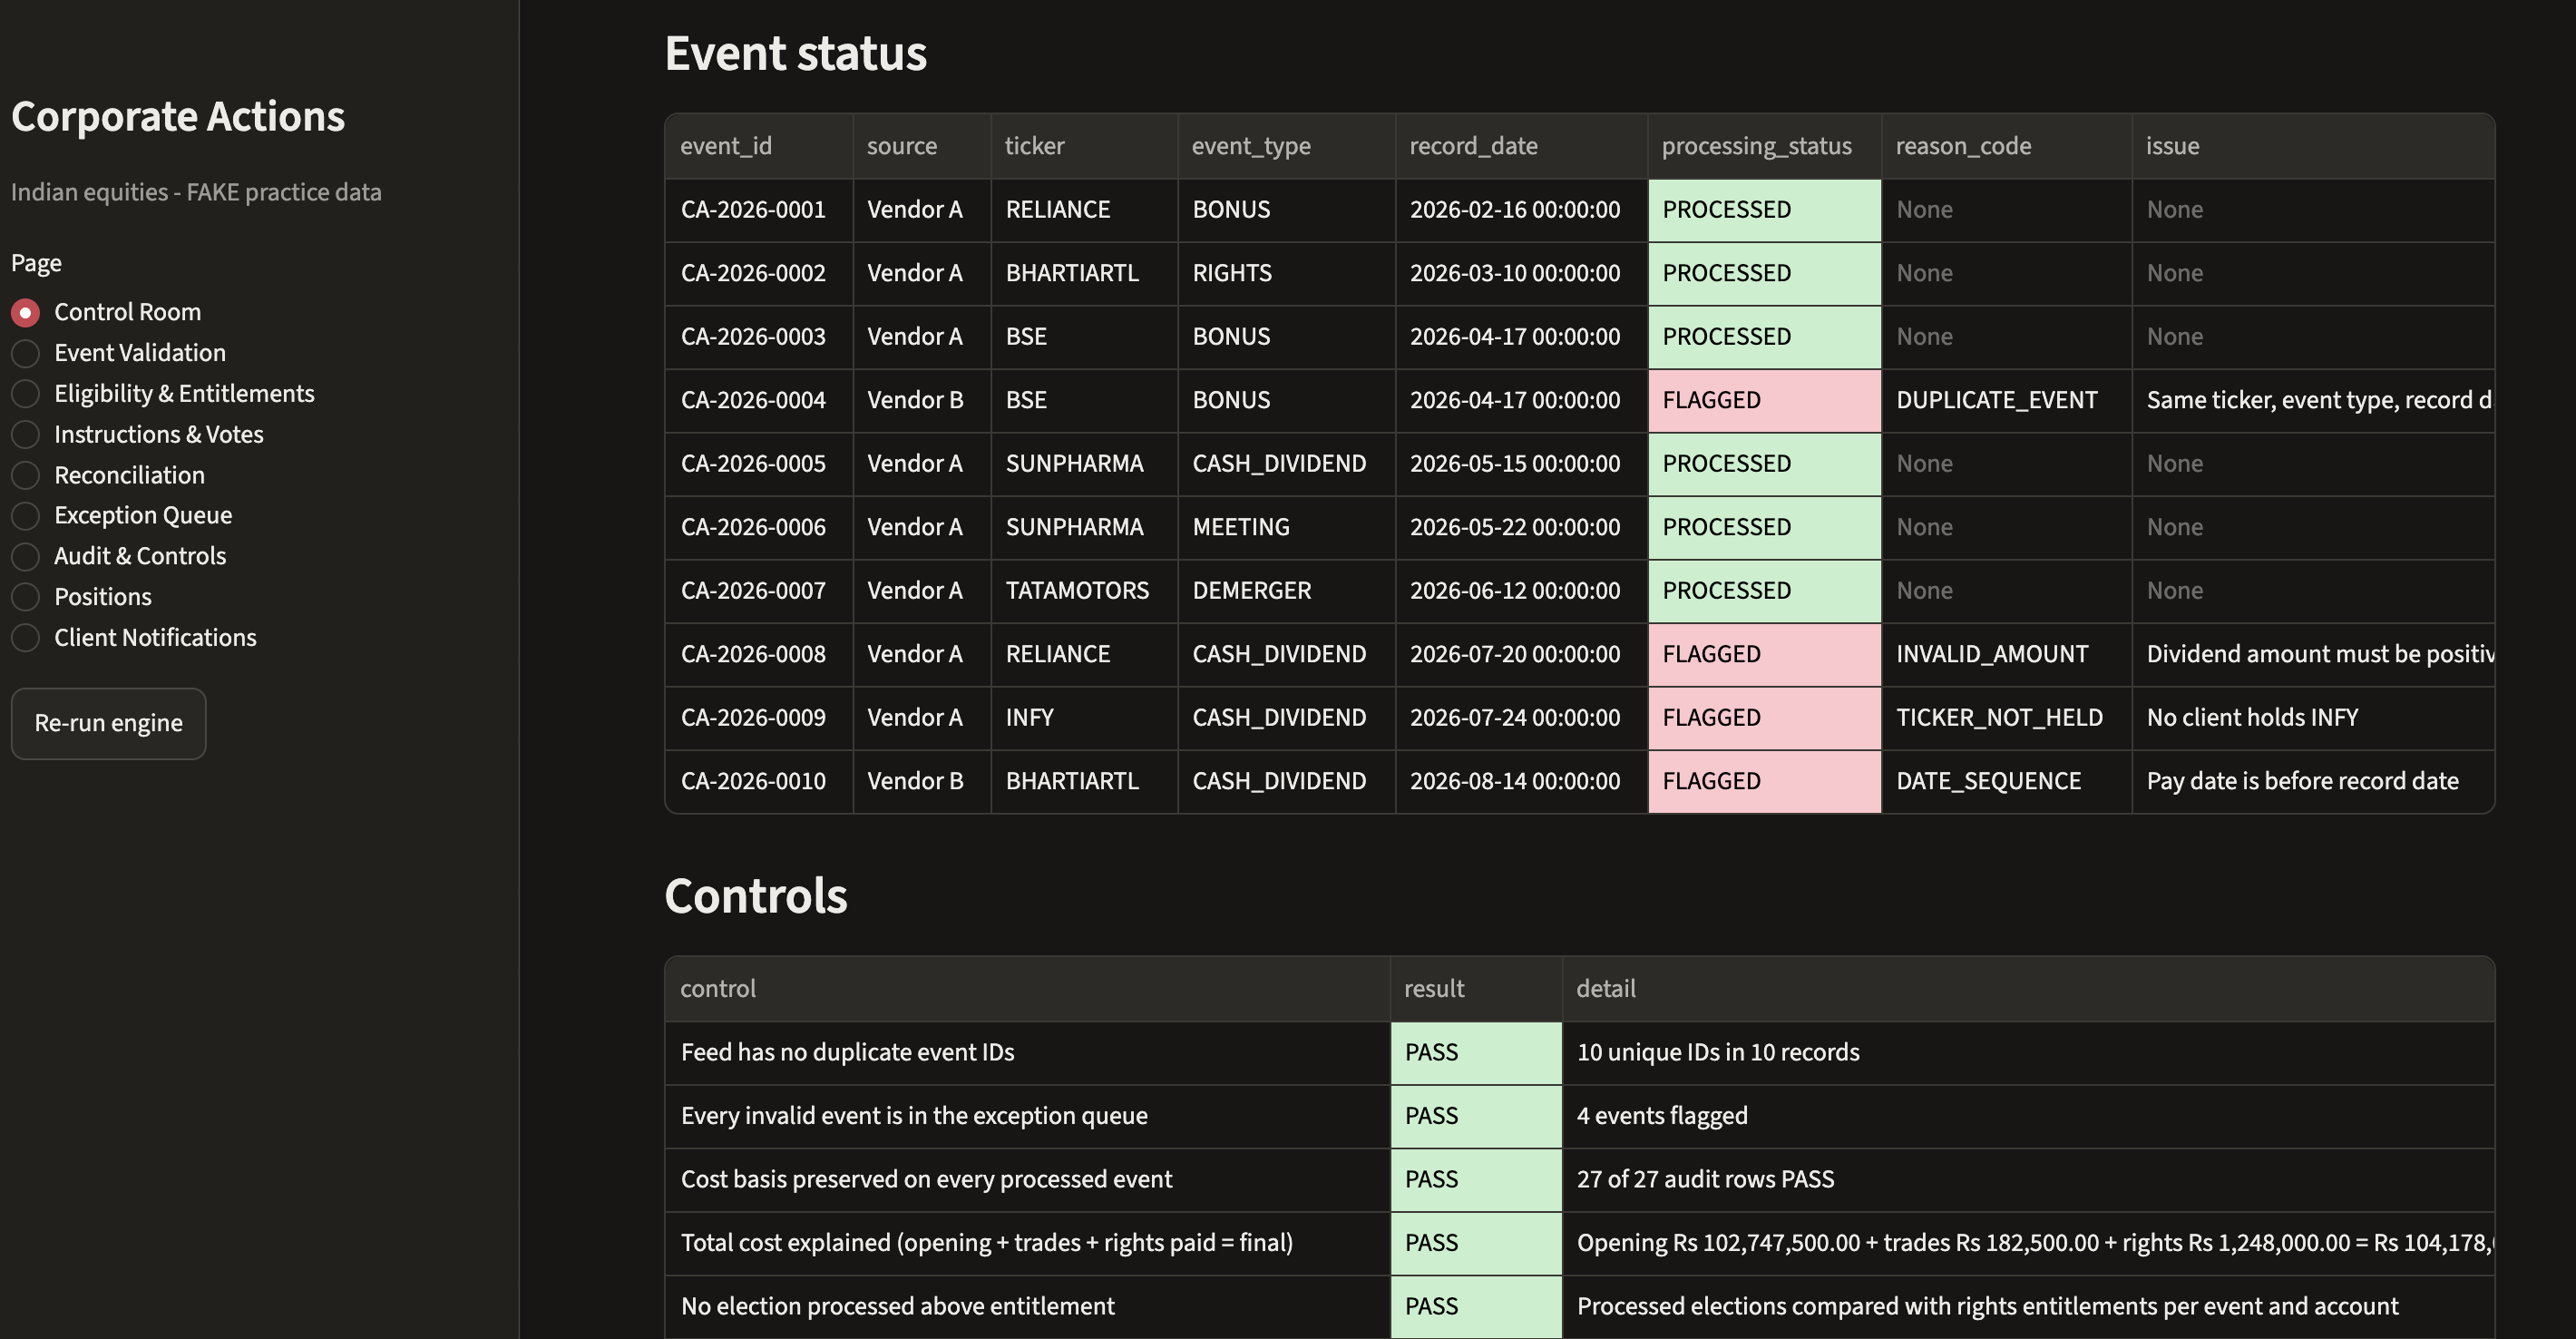 Corporate Actions
Indian equities - FAKE practice data
Page
Control Room
Event Validation
Eligibility & Entitlements
Instructions & Votes
Reconciliation
Exception Queue
Audit & Controls
Positions
Client Notifications
Re-run engine
Event status
event_id source ticker event_type record_date processing_status reason_code issue
CA-2026-0001 Vendor A RELIANCE BONUS 2026-02-16 00:00:00 PROCESSED None None
CA-2026-0002 Vendor A BHARTIARTL RIGHTS 2026-03-10 00:00:00 PROCESSED None None
CA-2026-0003 Vendor A BSE BONUS 2026-04-17 00:00:00 PROCESSED None None
CA-2026-0004 Vendor B BSE BONUS 2026-04-17 00:00:00 FLAGGED DUPLICATE_EVENT Same ticker, event type, record d
CA-2026-0005 Vendor A SUNPHARMA CASH_DIVIDEND 2026-05-15 00:00:00 PROCESSED None None
CA-2026-0006 Vendor A SUNPHARMA MEETING 2026-05-22 00:00:00 PROCESSED None None
CA-2026-0007 Vendor A TATAMOTORS DEMERGER 2026-06-12 00:00:00 PROCESSED None None
CA-2026-0008 Vendor A RELIANCE CASH_DIVIDEND 2026-07-20 00:00:00 FLAGGED INVALID_AMOUNT Dividend amount must be positiv
CA-2026-0009 Vendor A INFY CASH_DIVIDEND 2026-07-24 00:00:00 FLAGGED TICKER_NOT_HELD No client holds INFY
CA-2026-0010 Vendor B BHARTIARTL CASH_DIVIDEND 2026-08-14 00:00:00 FLAGGED DATE_SEQUENCE Pay date is before record date
Controls
control result detail
Feed has no duplicate event IDs PASS 10 unique IDs in 10 records
Every invalid event is in the exception queue PASS 4 events flagged
Cost basis preserved on every processed event PASS 27 of 27 audit rows PASS
Total cost explained (opening + trades + rights paid = final) PASS Opening Rs 102,747,500.00 + trades Rs 182,500.00 + rights Rs 1,248,000.00 = Rs 104,178,
No election processed above entitlement PASS Processed elections compared with rights entitlements per event and account